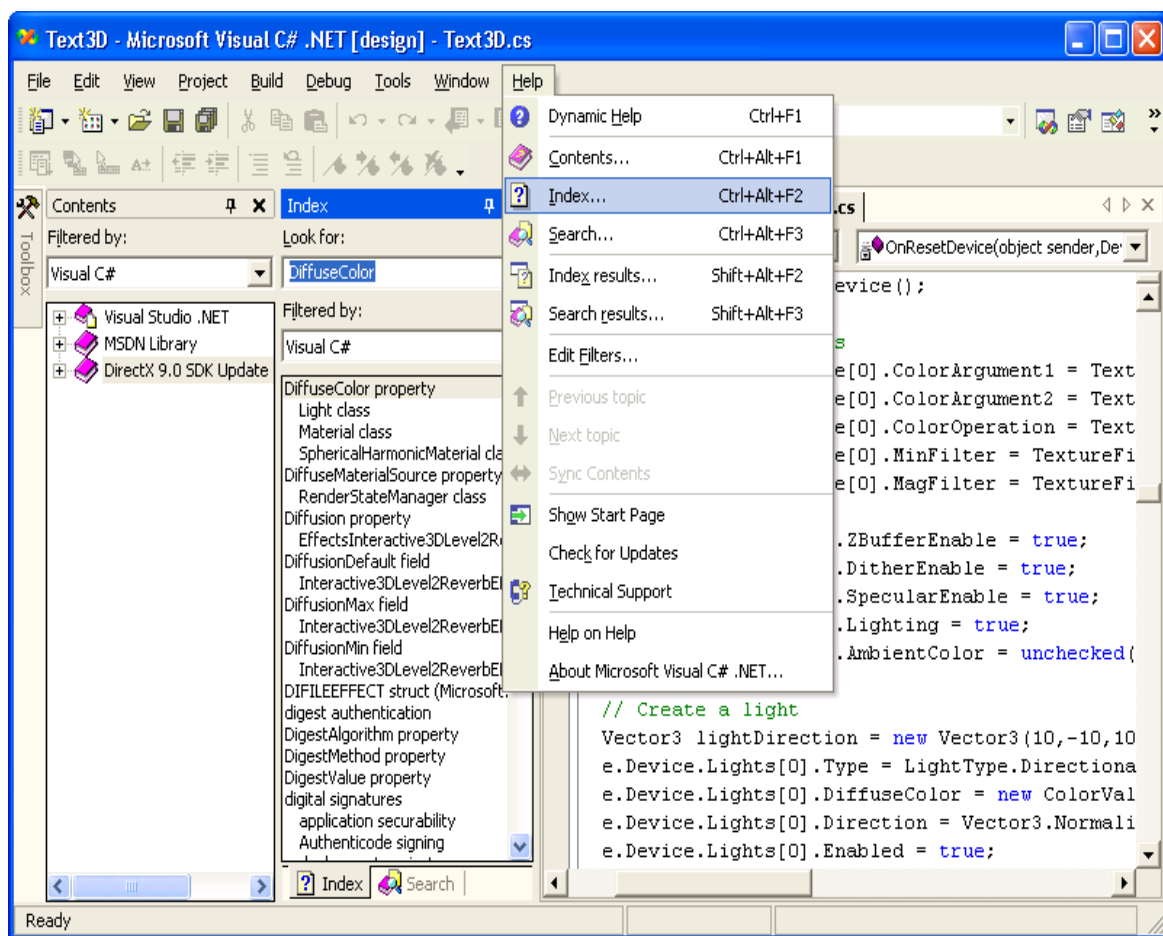 Text3D - Microsoft Visual C# .NET [design] - Text3D.cs
File Edit View Project Build Debug Tools Window Help
Dynamic Help Ctrl+F1
Contents... Ctrl+Alt+F1
Index... Ctrl+Alt+F2
Search... Ctrl+Alt+F3
Index results... Shift+Alt+F2
Search results... Shift+Alt+F3
Edit Filters...
Previous topic
Next topic
Sync Contents
Show Start Page
Check for Updates
Technical Support
Help on Help
About Microsoft Visual C# .NET...
Toolbox
Contents
Filtered by:
Visual C#
Visual Studio .NET
MSDN Library
DirectX 9.0 SDK Update
Index
Look for:
DiffuseColor
Filtered by:
Visual C#
DiffuseColor property
Light class
Material class
SphericalHarmonicMaterial cla
DiffuseMaterialSource property
RenderStateManager class
Diffusion property
EffectsInteractive3DLevel2R
DiffusionDefault field
Interactive3DLevel2ReverbE
DiffusionMax field
Interactive3DLevel2ReverbE
DiffusionMin field
Interactive3DLevel2ReverbE
DIFILEEFFECT struct (Microsoft.
digest authentication
DigestAlgorithm property
DigestMethod property
DigestValue property
digital signatures
application securability
Authenticode signing
Index Search
.cs
OnResetDevice(object sender,De
evice();
s
e[0].ColorArgument1 = Text
e[0].ColorArgument2 = Text
e[0].ColorOperation = Text
e[0].MinFilter = TextureFi
e[0].MagFilter = TextureFi
.ZBufferEnable = true;
.DitherEnable = true;
.SpecularEnable = true;
.Lighting = true;
.AmbientColor = unchecked(
// Create a light
Vector3 lightDirection = new Vector3(10,-10,10
e.Device.Lights[0].Type = LightType.Directiona
e.Device.Lights[0].DiffuseColor = new ColorVal
e.Device.Lights[0].Direction = Vector3.Normali
e.Device.Lights[0].Enabled = true;
Ready